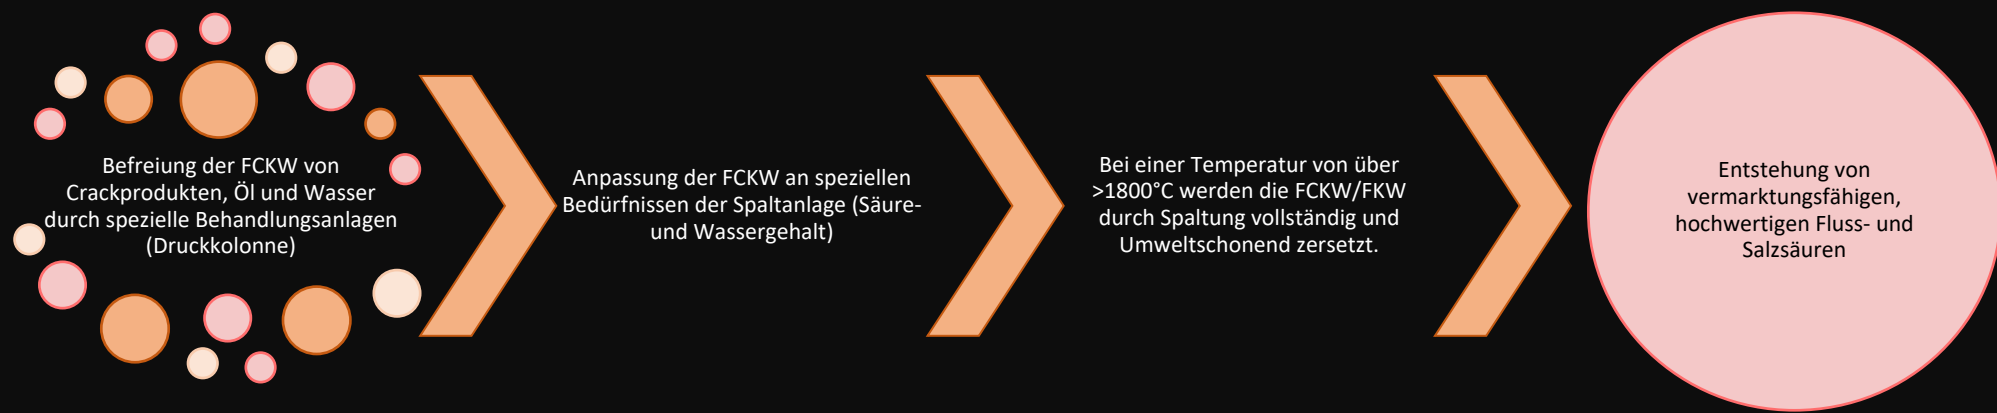 Befreiung der FCKW von
Crackprodukten, Öl und Wasser
durch spezielle Behandlungsanlagen
(Druckkolonne)
Anpassung der FCKW an speziellen
Bedürfnissen der Spaltanlage (Säure-
und Wassergehalt)
Bei einer Temperatur von über
>1800°C werden die FCKW/FKW
durch Spaltung vollständig und
Umweltschonend zersetzt.
Entstehung von
vermarktungsfähigen,
hochwertigen Fluss- und
Salzsäuren